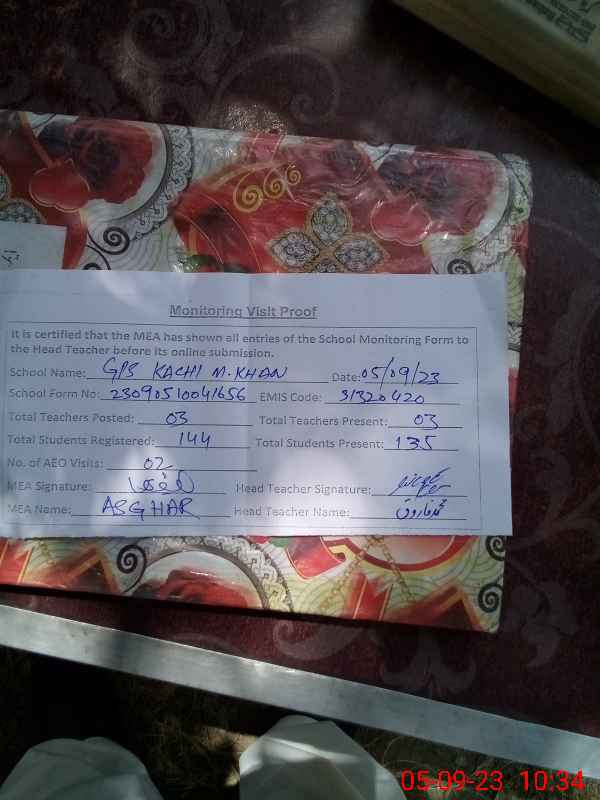 Monitoring Visit Proof
It is certified that the MEA has shown all entries of the School Monitoring Form to
the Head Teacher before its online submission.
School Name: GPS KACHI M. KHAN Date: 05/09/23
School Form No: 23090510041656 EMIS Code: 31320420
Total Teachers Posted: 03 Total Teachers Present: 03
Total Students Registered: 144 Total Students Present: 135
No. of AEO Visits: 02
MEA Signature: Head Teacher Signature:
MEA Name: ASGHAR Head Teacher Name:
05-09-23 10:34